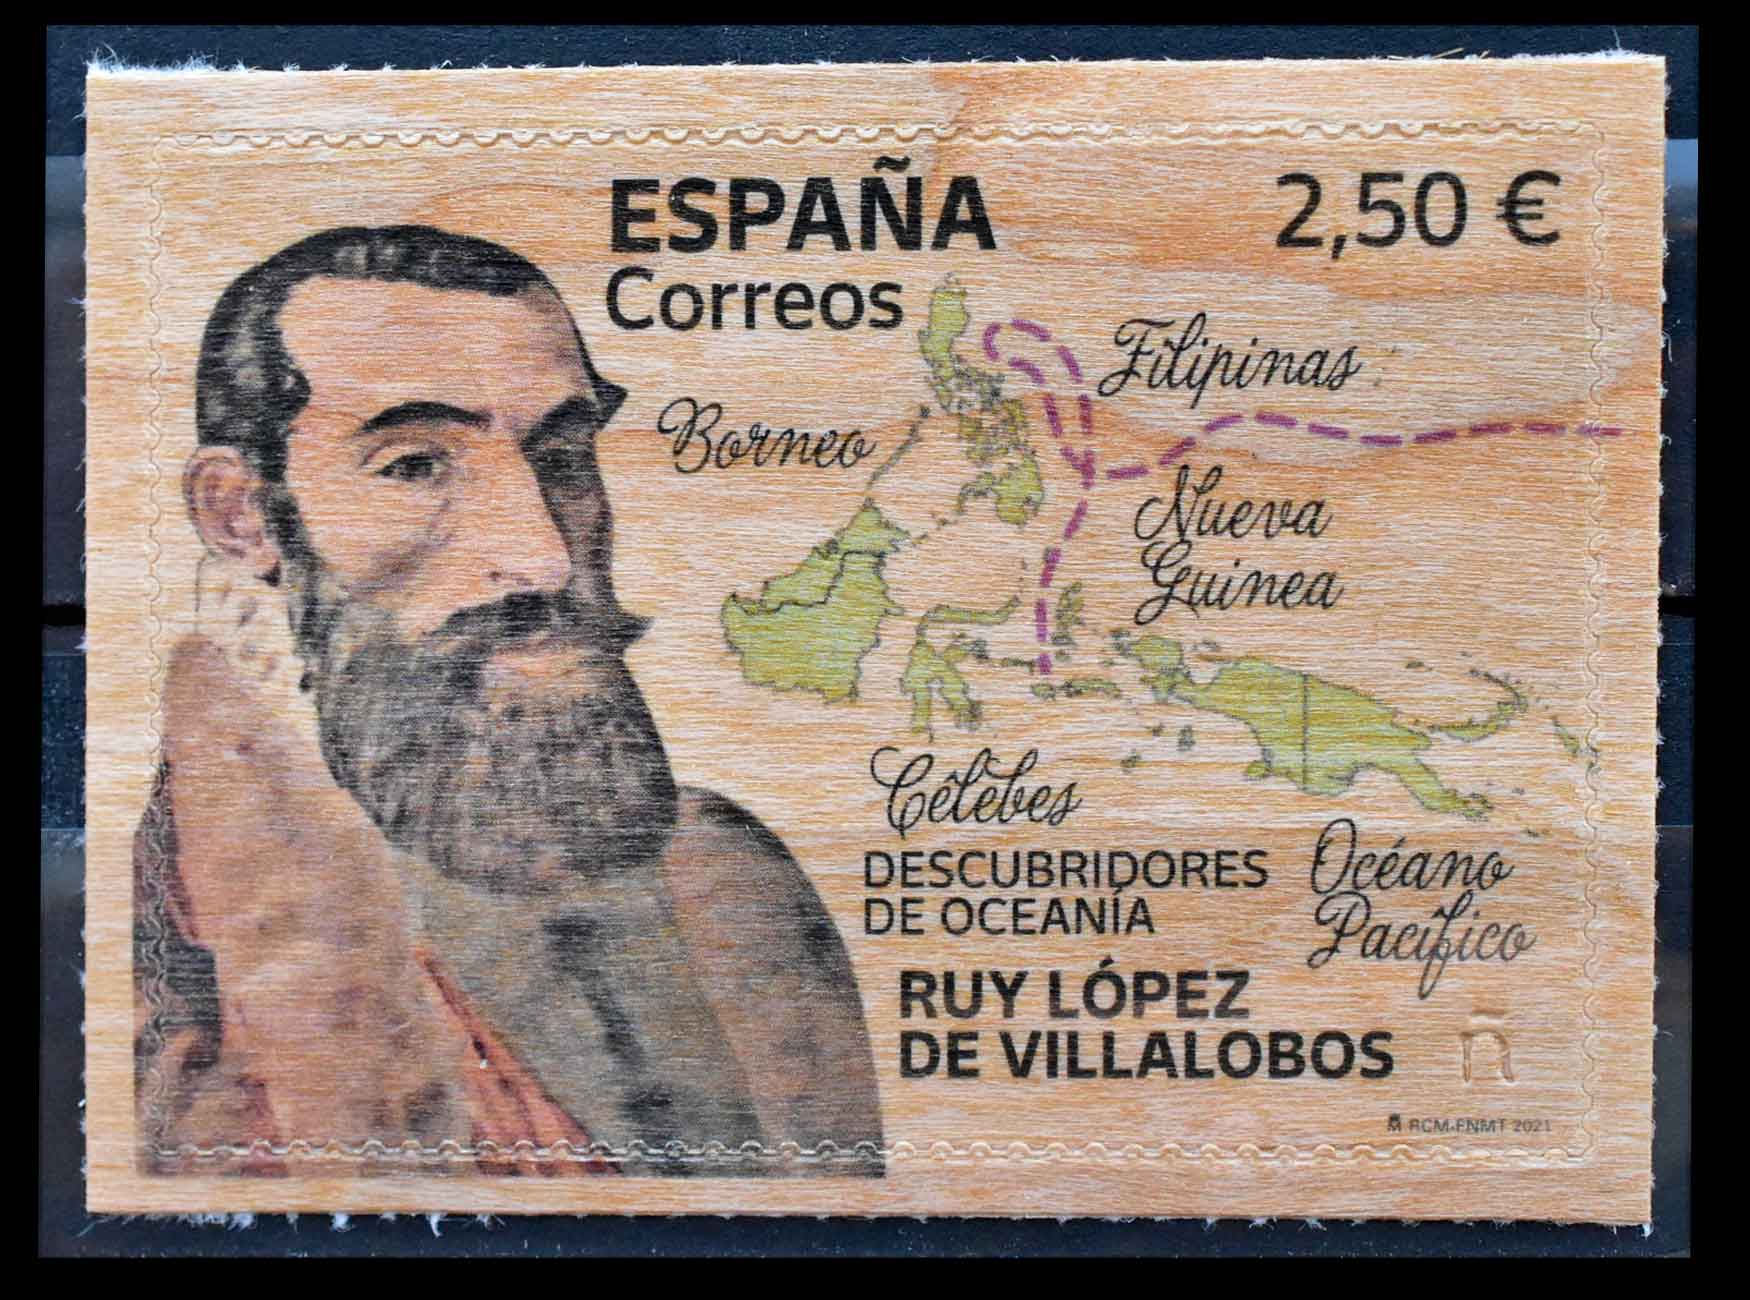 ESPAÑA
Correos
2,50 €
Filipinas
Borneo
Nueva
Guinea
Célebes
DESCUBRIDORES
DE OCEANÍA
Océano
Pacífico
RUY LÓPEZ
DE VILLALOBOS
ñ
RCM-FNMT 2021